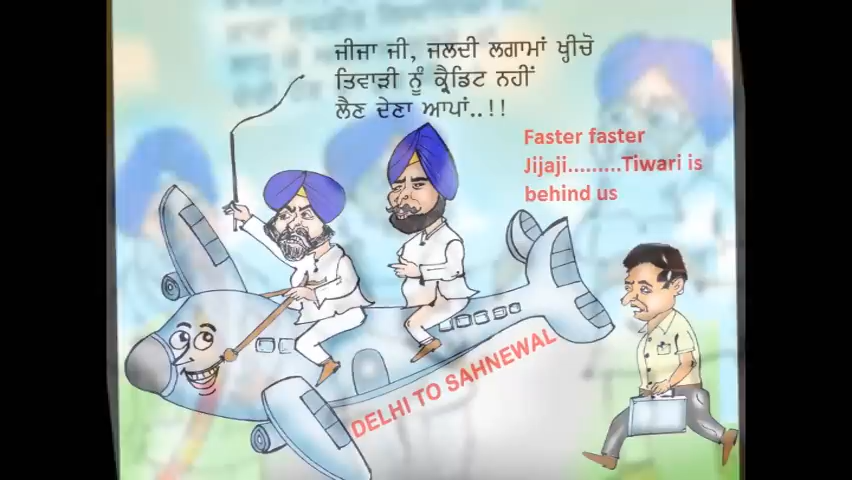 ਜੀਜਾ ਜੀ, ਜਲਦੀ ਲਗਾਮਾਂ ਖ੍ਹੀਚੋ
ਤਿਵਾੜੀ ਨੂੰ ਕ੍ਰੈਡਿਟ ਨਹੀਂ
ਲੈਣ ਦੇਣਾ ਆਪਾਂ..!!
Faster faster
Jijaji.........Tiwari is
behind us
DELHI TO SAHNEWAL